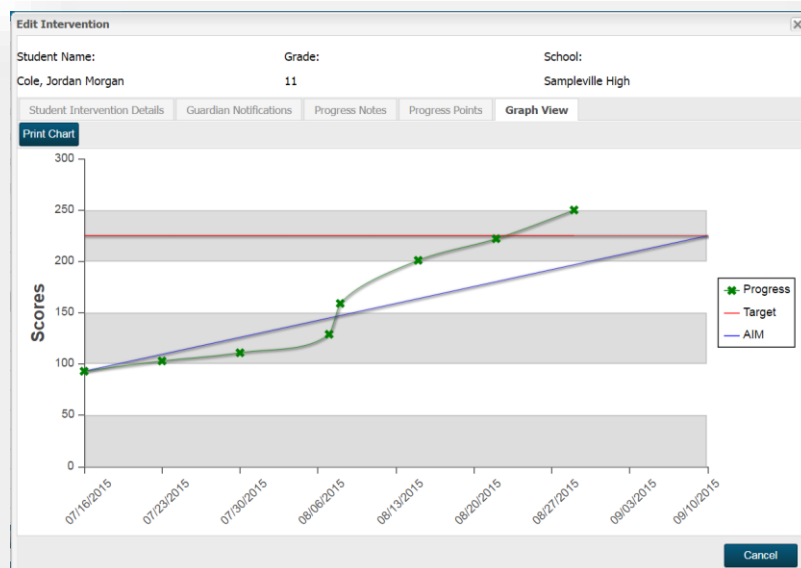 Edit Intervention
Student Name: Grade: School:
Cole, Jordan Morgan 11 Sampleville High
Student Intervention Details Guardian Notifications Progress Notes Progress Points Graph View
Print Chart
300
250
200
150
100
50
0
Scores
07/16/2015 07/23/2015 07/30/2015 08/06/2015 08/13/2015 08/20/2015 08/27/2015 09/03/2015 09/10/2015
Progress
Target
AIM
Cancel